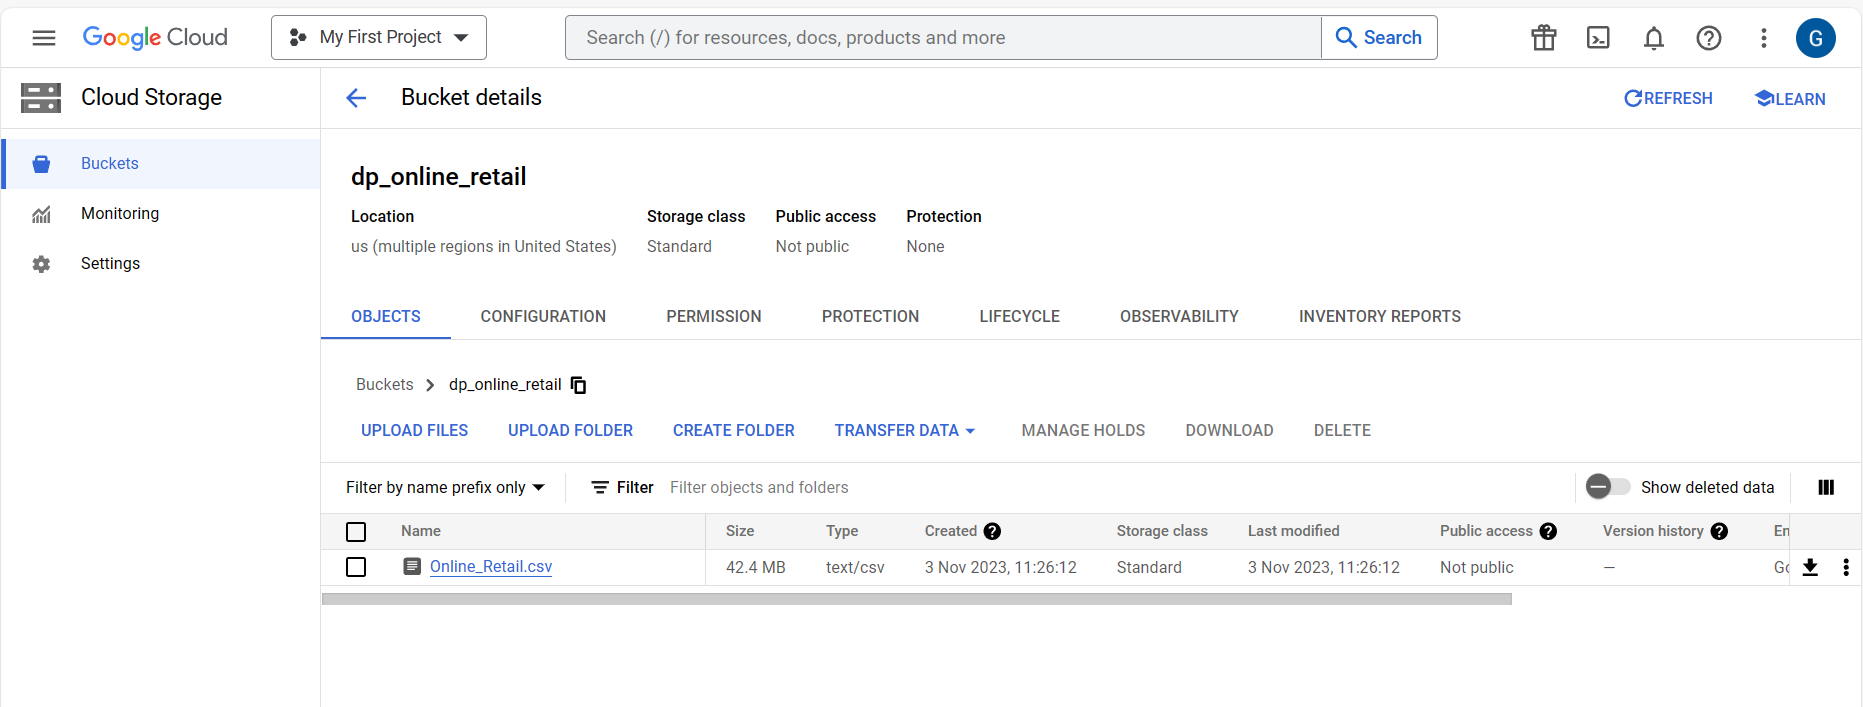 Google Cloud
My First Project
Search (/) for resources, docs, products and more
Search
G
Cloud Storage
Bucket details
REFRESH
LEARN
Buckets
Monitoring
Settings
dp_online_retail
Location Storage class Public access Protection
us (multiple regions in United States) Standard Not public None
OBJECTS CONFIGURATION PERMISSION PROTECTION LIFECYCLE OBSERVABILITY INVENTORY REPORTS
Buckets > dp_online_retail
UPLOAD FILES UPLOAD FOLDER CREATE FOLDER TRANSFER DATA MANAGE HOLDS DOWNLOAD DELETE
Filter by name prefix only Filter Filter objects and folders Show deleted data
Name Size Type Created Storage class Last modified Public access Version history En
Online_Retail.csv 42.4 MB text/csv 3 Nov 2023, 11:26:12 Standard 3 Nov 2023, 11:26:12 Not public — Go